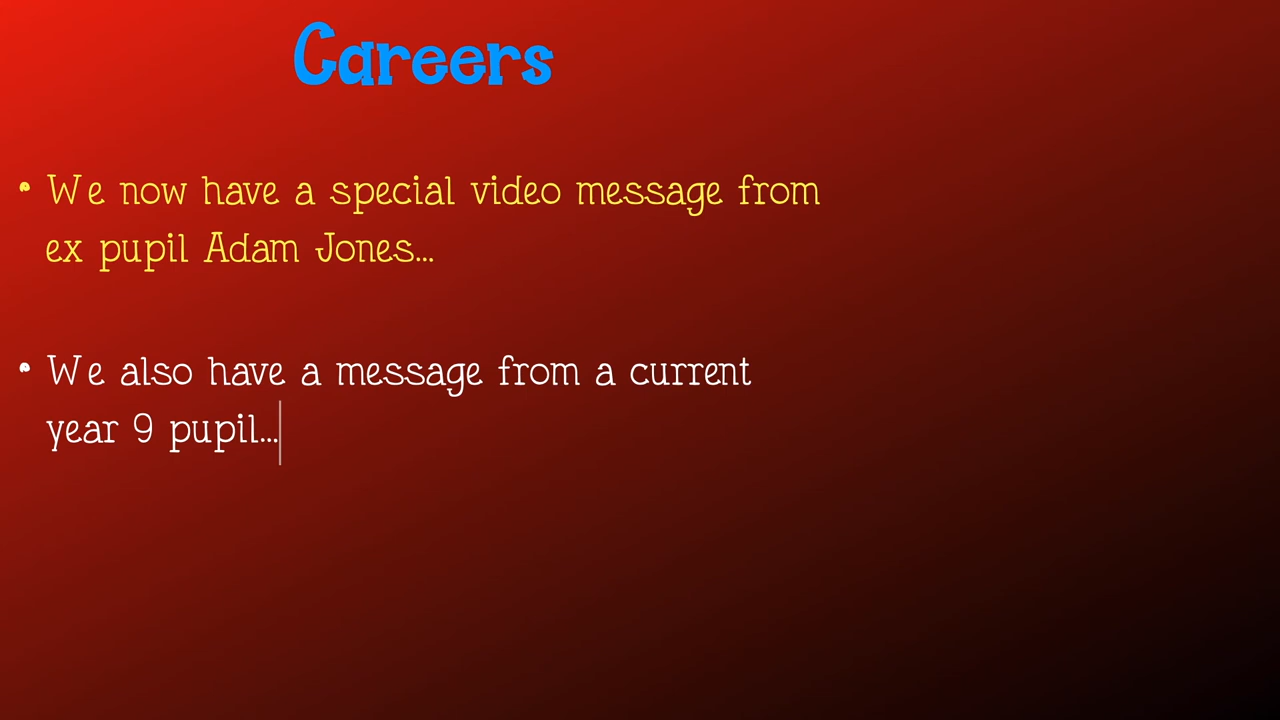 Careers
• We now have a special video message from
ex pupil Adam Jones...
• We also have a message from a current
year 9 pupil...